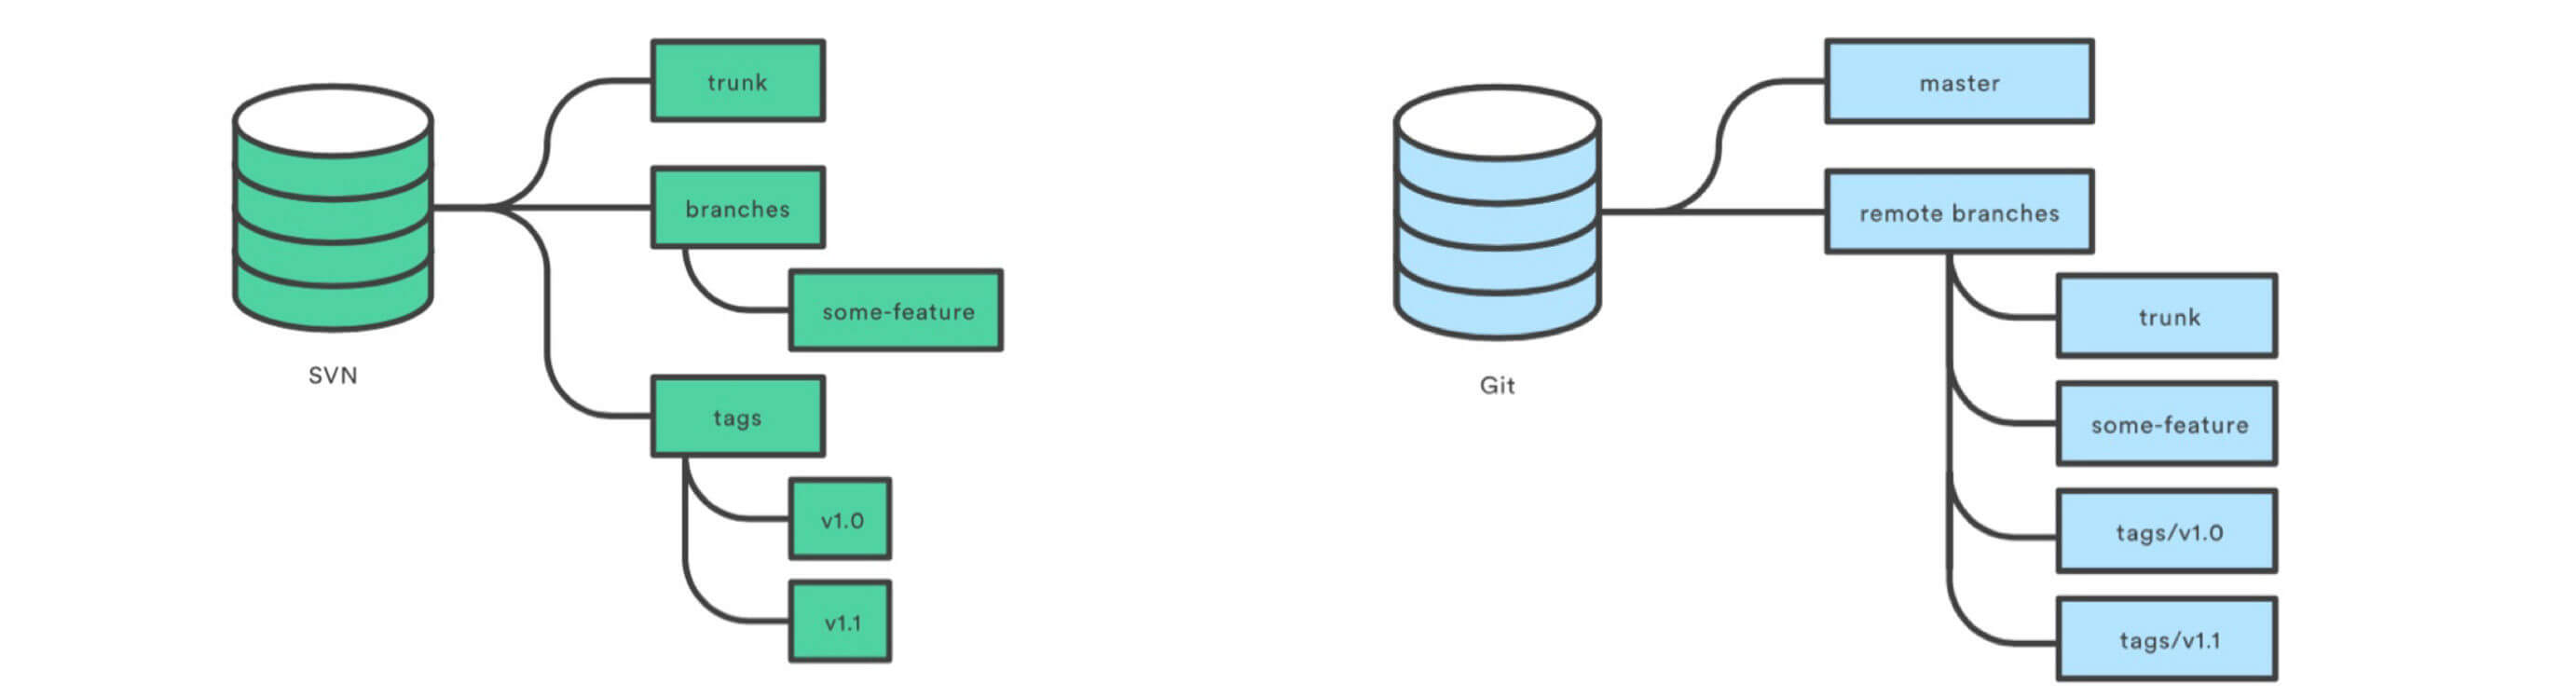 trunk
branches
some-feature
SVN
tags
v1.0
v1.1
master
remote branches
trunk
Git
some-feature
tags/v1.0
tags/v1.1